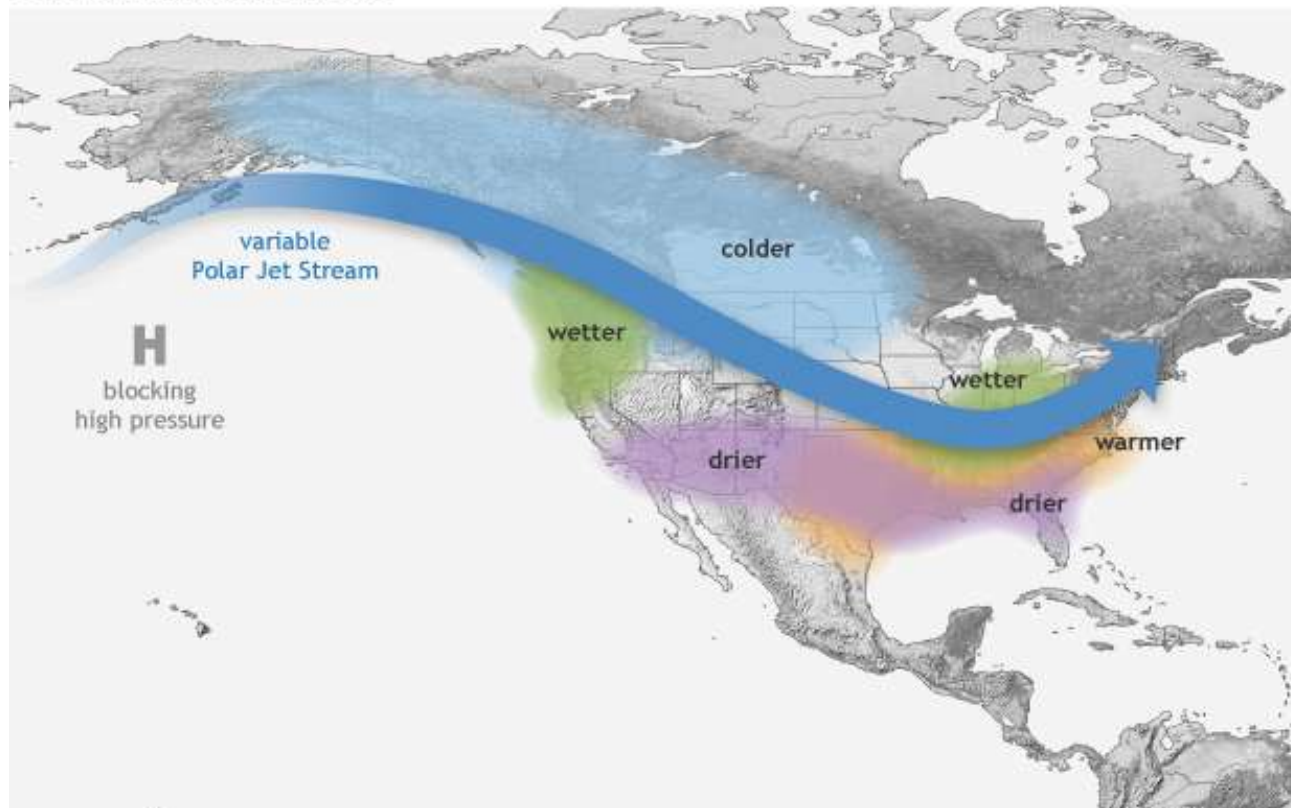 variable
Polar Jet Stream
colder
H
blocking
high pressure
wetter
wetter
warmer
drier
drier